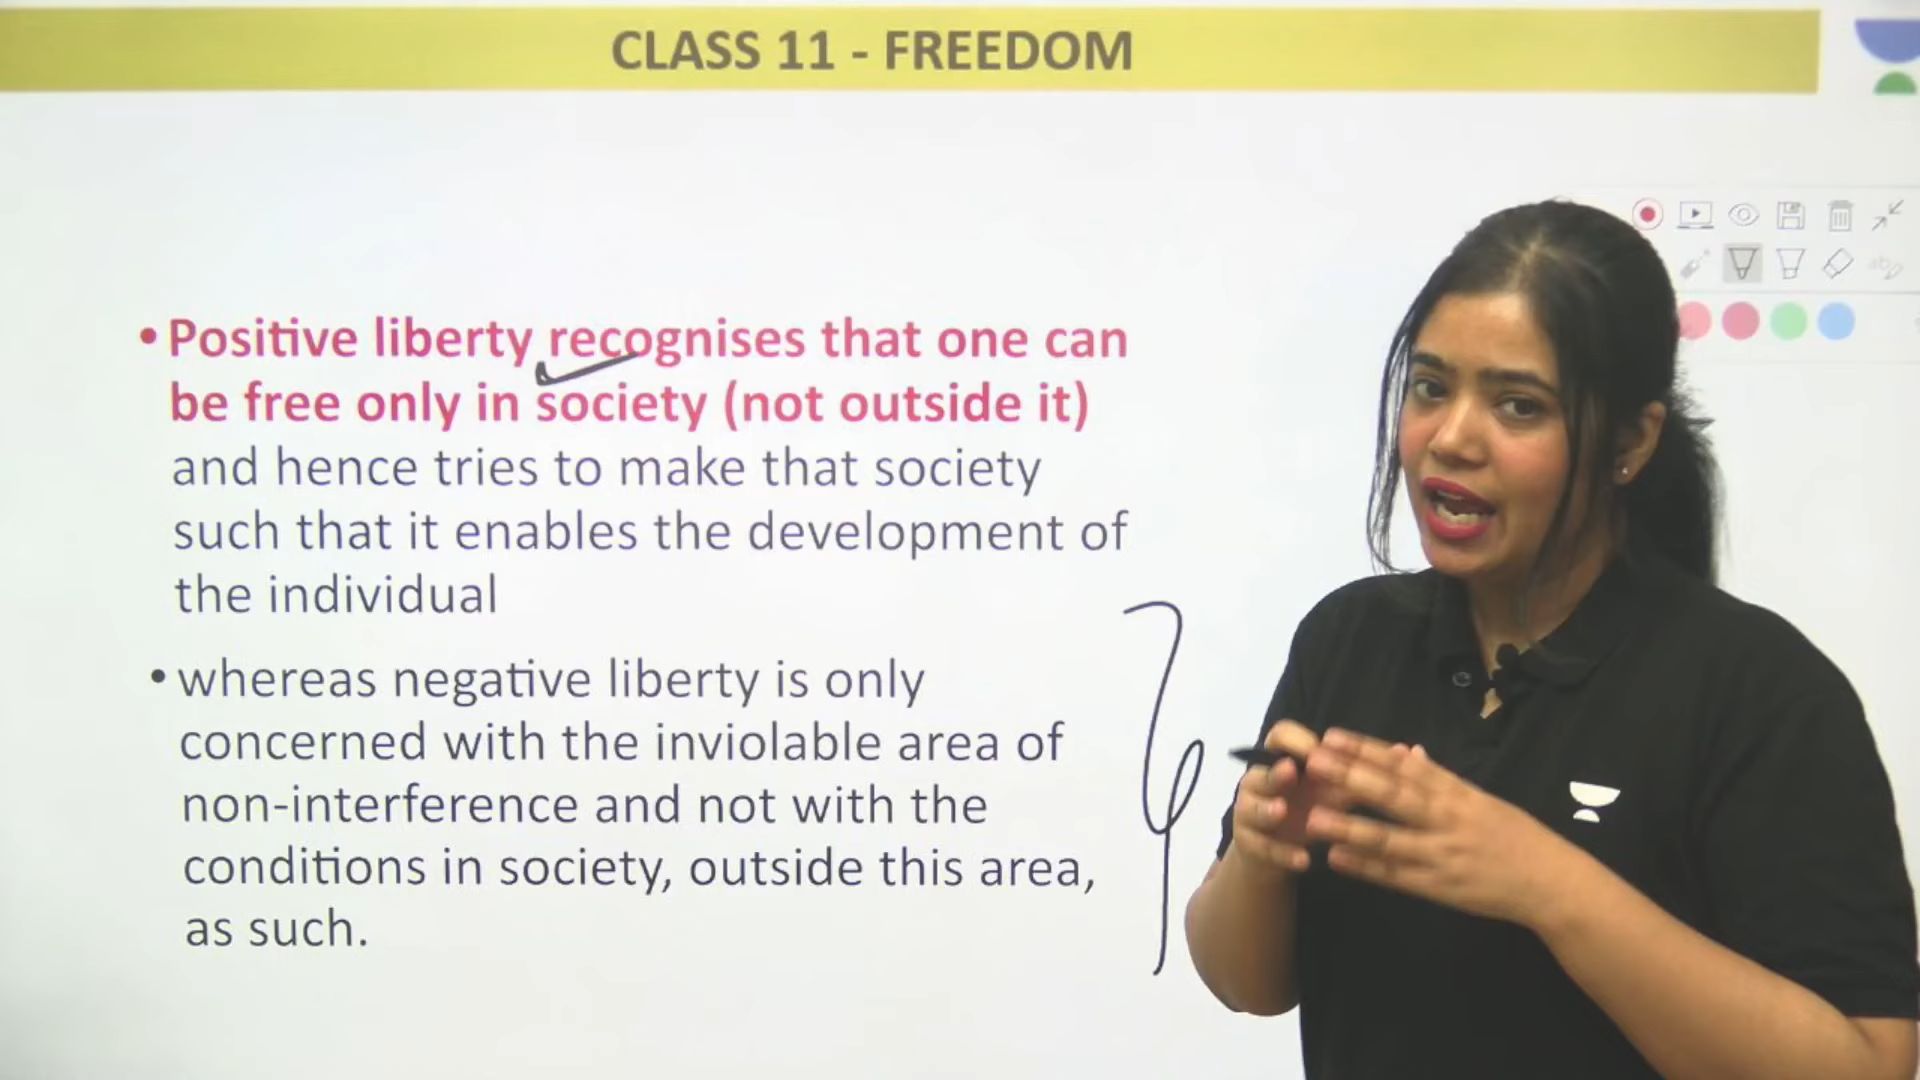 CLASS 11 - FREEDOM
• Positive liberty recognises that one can
be free only in society (not outside it)
and hence tries to make that society
such that it enables the development of
the individual
• whereas negative liberty is only
concerned with the inviolable area of
non-interference and not with the
conditions in society, outside this area,
as such.